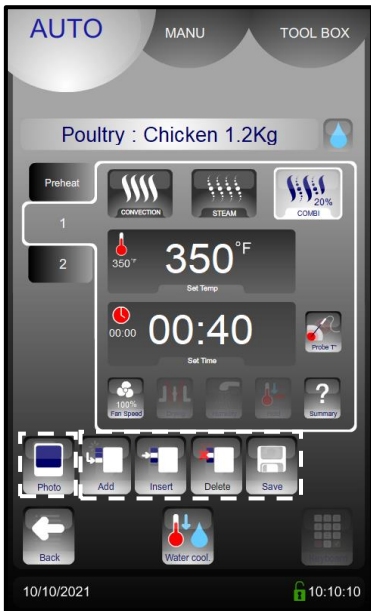 AUTO MANU TOOL BOX
Poultry : Chicken 1.2Kg
Preheat
1
2
CONVECTION STEAM 20% COMBI
350°F 350°F
Set Temp
00:00 00:40
Set Time
Probe T°
100%
Fan Speed ? Summary
Photo Add Insert Delete Save
Back Water cool.
10/10/2021 10:10:10